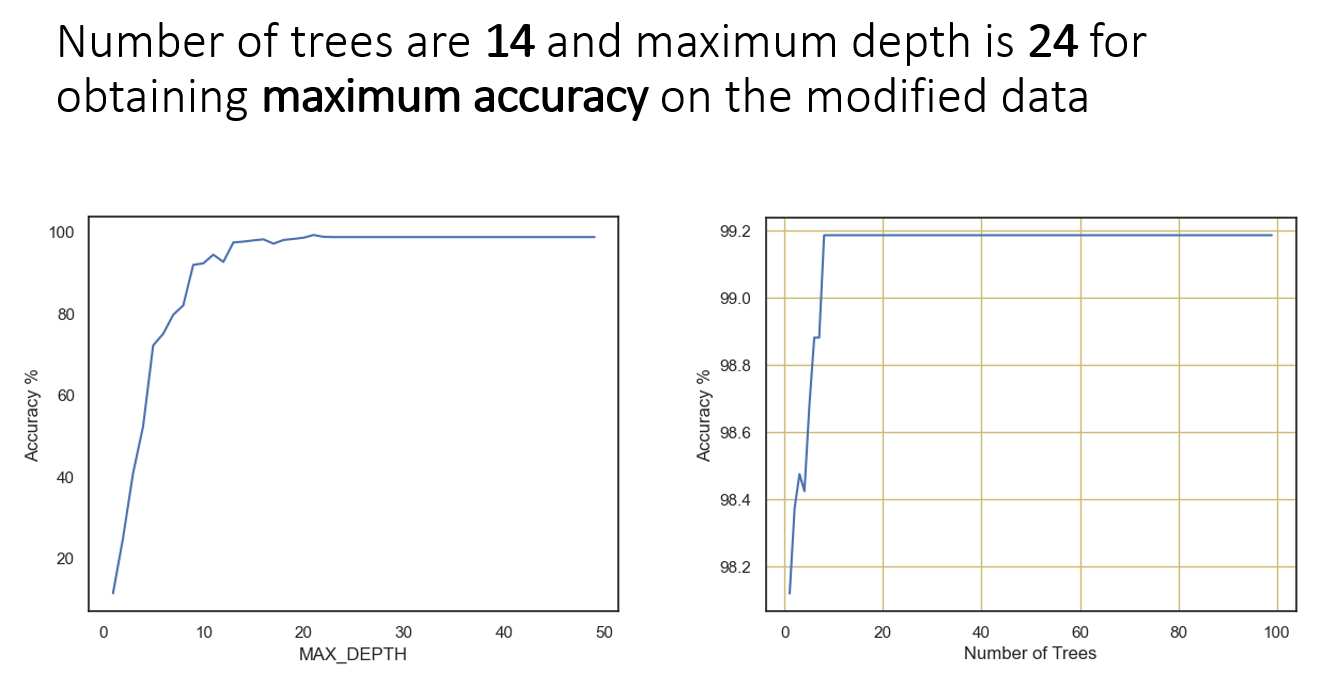 Number of trees are 14 and maximum depth is 24 for
obtaining maximum accuracy on the modified data
100
80
60
40
20
Accuracy %
0 10 20 30 40 50
MAX_DEPTH
99.2
99.0
98.8
98.6
98.4
98.2
Accuracy %
0 20 40 60 80 100
Number of Trees